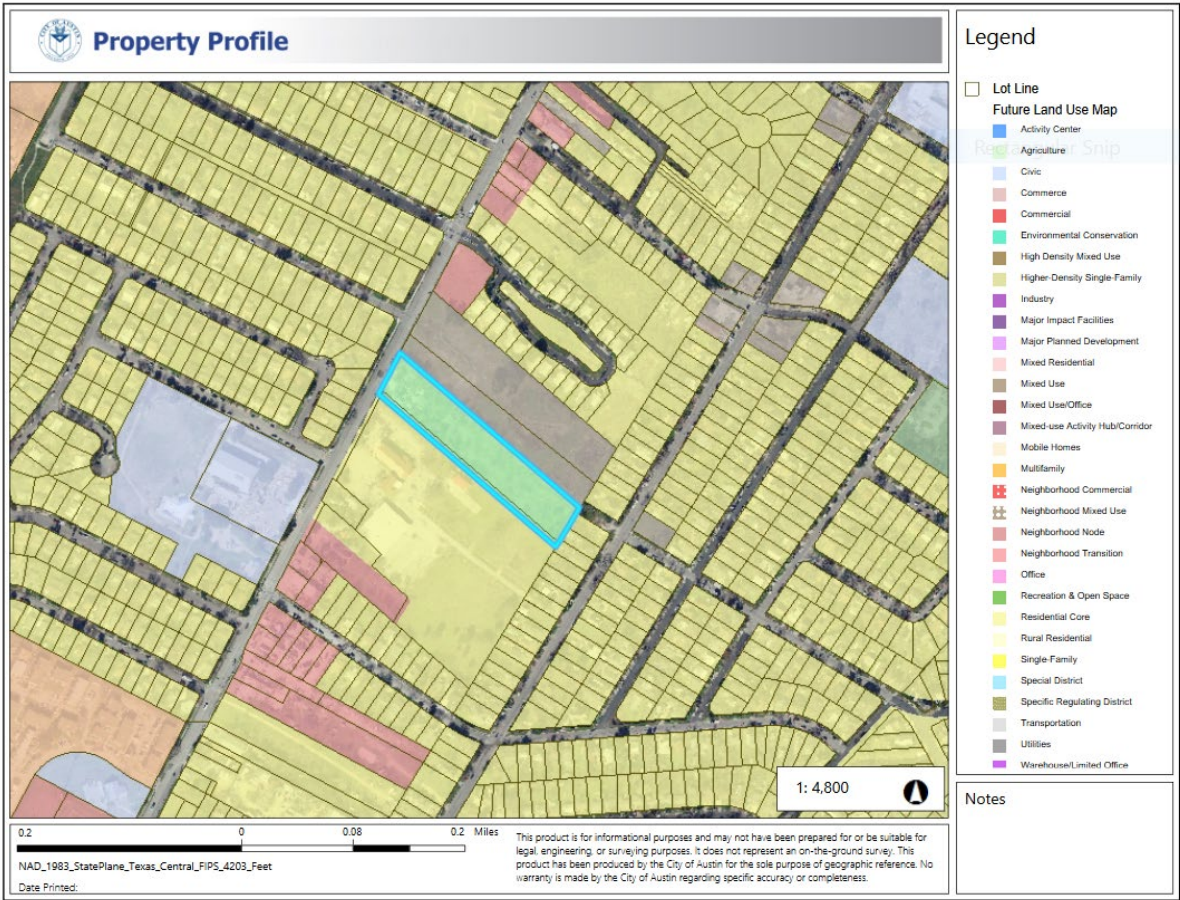 Property Profile
Legend
Lot Line
Future Land Use Map
Activity Center
Agriculture
Civic
Commerce
Commercial
Environmental Conservation
High Density Mixed Use
Higher-Density Single-Family
Industry
Major Impact Facilities
Major Planned Development
Mixed Residential
Mixed Use
Mixed Use/Office
Mixed-use Activity Hub/Corridor
Mobile Homes
Multifamily
Neighborhood Commercial
Neighborhood Mixed Use
Neighborhood Node
Neighborhood Transition
Office
Recreation & Open Space
Residential Core
Rural Residential
Single-Family
Special District
Specific Regulating District
Transportation
Utilities
Warehouse/Limited Office
1: 4,800
Notes
0.2 0 0.08 0.2 Miles
NAD_1983_StatePlane_Texas_Central_FIPS_4203_Feet
Date Printed:
This product is for informational purposes and may not have been prepared for or be suitable for
legal, engineering, or surveying purposes. It does not represent an on-the-ground survey. This
product has been produced by the City of Austin for the sole purpose of geographic reference. No
warranty is made by the City of Austin regarding specific accuracy or completeness.